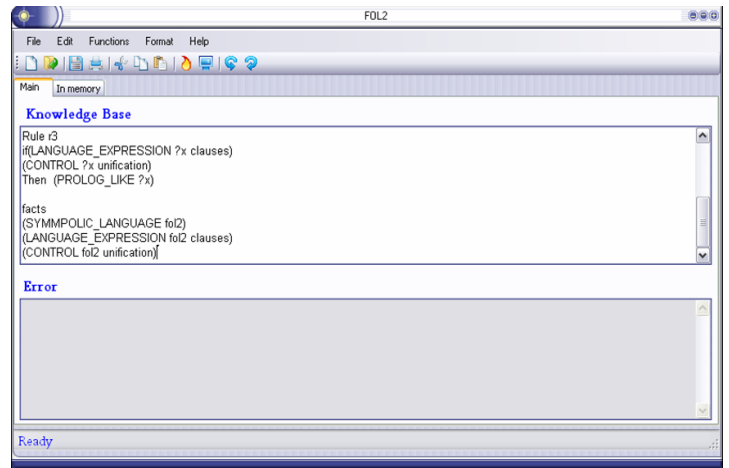 FOL2
File Edit Functions Format Help
Main In memory
Knowledge Base
Rule r3
if(LANGUAGE_EXPRESSION ?x clauses)
(CONTROL ?x unification)
Then (PROLOG_LIKE ?x)
facts
(SYMMPOLIC_LANGUAGE fol2)
(LANGUAGE_EXPRESSION fol2 clauses)
(CONTROL fol2 unification)
Error
Ready